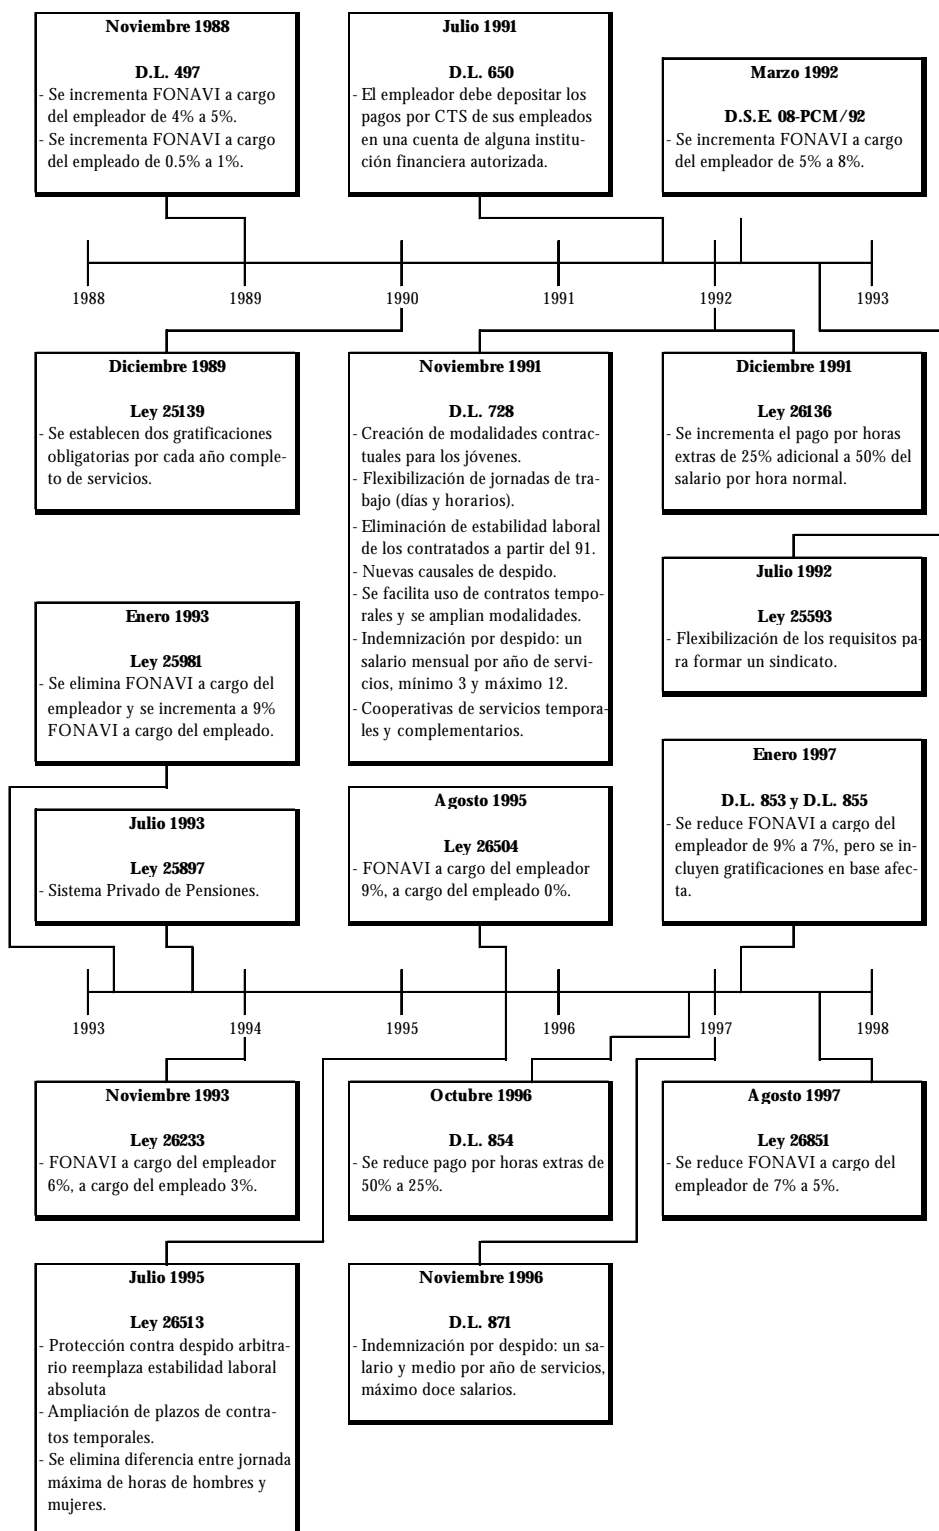 Noviembre 1988
D.L. 497
- Se incrementa FONAVI a cargo
del empleador de 4% a 5%.
- Se incrementa FONAVI a cargo
del empleado de 0.5% a 1%.
Julio 1991
D.L. 650
- El empleador debe depositar los
pagos por CTS de sus empleados
en una cuenta de alguna institu-
ción financiera autorizada.
Marzo 1992
D.S.E. 08-PCM/92
- Se incrementa FONAVI a cargo
del empleador de 5% a 8%.
1988 1989 1990 1991 1992 1993
Diciembre 1989
Ley 25139
- Se establecen dos gratificaciones
obligatorias por cada año comple-
to de servicios.
Noviembre 1991
D.L. 728
- Creación de modalidades contrac-
tuales para los jóvenes.
- Flexibilización de jornadas de tra-
bajo (días y horarios).
- Eliminación de estabilidad laboral
de los contratados a partir del 91.
- Nuevas causales de despido.
- Se facilita uso de contratos tempo-
rales y se amplian modalidades.
- Indemnización por despido: un
salario mensual por año de servi-
cios, mínimo 3 y máximo 12.
- Cooperativas de servicios tempora-
les y complementarios.
Diciembre 1991
Ley 26136
- Se incrementa el pago por horas
extras de 25% adicional a 50% del
salario por hora normal.
Julio 1992
Ley 25593
- Flexibilización de los requisitos pa-
ra formar un sindicato.
Enero 1993
Ley 25981
- Se elimina FONAVI a cargo del
empleador y se incrementa a 9%
FONAVI a cargo del empleado.
Julio 1993
Ley 25897
- Sistema Privado de Pensiones.
Agosto 1995
Ley 26504
- FONAVI a cargo del empleador
9%, a cargo del empleado 0%.
Enero 1997
D.L. 853 y D.L. 855
- Se reduce FONAVI a cargo del
empleador de 9% a 7%, pero se in-
cluyen gratificaciones en base afec-
ta.
1993 1994 1995 1996 1997 1998
Noviembre 1993
Ley 26233
- FONAVI a cargo del empleador
6%, a cargo del empleado 3%.
Octubre 1996
D.L. 854
- Se reduce pago por horas extras de
50% a 25%.
Agosto 1997
Ley 26851
- Se reduce FONAVI a cargo del
empleador de 7% a 5%.
Julio 1995
Ley 26513
- Protección contra despido arbitra-
rio reemplaza estabilidad laboral
absoluta
- Ampliación de plazos de contra-
tos temporales.
- Se elimina diferencia entre jornada
máxima de horas de hombres y
mujeres.
Noviembre 1996
D.L. 871
- Indemnización por despido: un sa-
lario y medio por año de servicios,
máximo doce salarios.